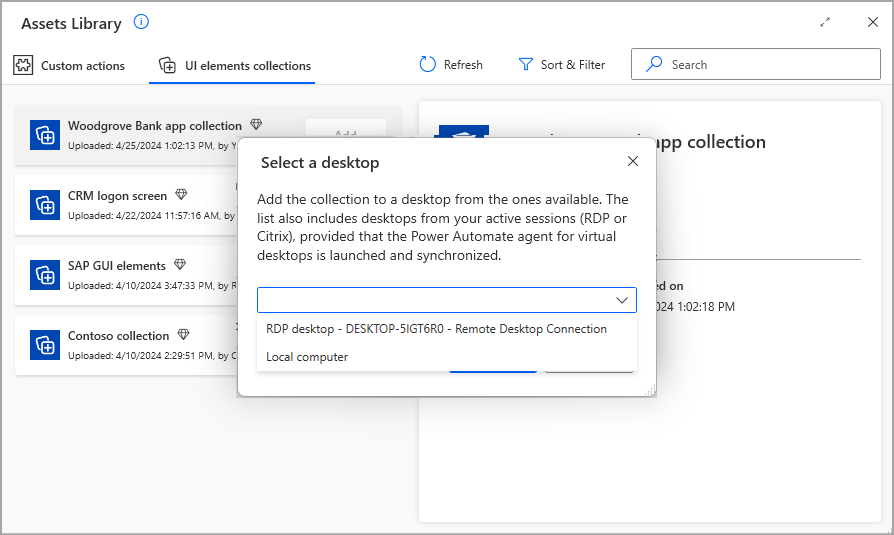 Assets Library
Custom actions
UI elements collections
Refresh
Sort & Filter
Search
Woodgrove Bank app collection
Uploaded: 4/25/2024 1:02:13 PM, by
Add
CRM logon screen
Uploaded: 4/22/2024 11:57:16 AM, by
SAP GUI elements
Uploaded: 4/10/2024 3:47:33 PM, by
Contoso collection
Uploaded: 4/10/2024 2:29:51 PM, by
app collection
on
1:02:18 PM
Select a desktop
Add the collection to a desktop from the ones available. The
list also includes desktops from your active sessions (RDP or
Citrix), provided that the Power Automate agent for virtual
desktops is launched and synchronized.
RDP desktop - DESKTOP-5IGT6R0 - Remote Desktop Connection
Local computer